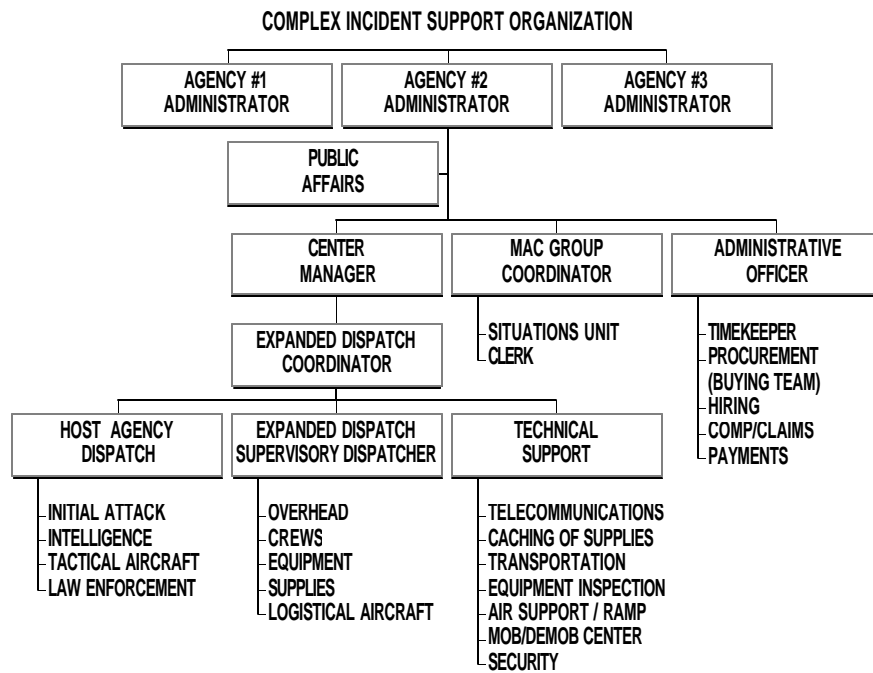 COMPLEX INCIDENT SUPPORT ORGANIZATION
AGENCY #1
ADMINISTRATOR
AGENCY #2
ADMINISTRATOR
AGENCY #3
ADMINISTRATOR
PUBLIC
AFFAIRS
CENTER
MANAGER
MAC GROUP
COORDINATOR
ADMINISTRATIVE
OFFICER
SITUATIONS UNIT
CLERK
TIMEKEEPER
PROCUREMENT
(BUYING TEAM)
HIRING
COMP/CLAIMS
PAYMENTS
EXPANDED DISPATCH
COORDINATOR
HOST AGENCY
DISPATCH
EXPANDED DISPATCH
SUPERVISORY DISPATCHER
TECHNICAL
SUPPORT
INITIAL ATTACK
INTELLIGENCE
TACTICAL AIRCRAFT
LAW ENFORCEMENT
OVERHEAD
CREWS
EQUIPMENT
SUPPLIES
LOGISTICAL AIRCRAFT
TELECOMMUNICATIONS
CACHING OF SUPPLIES
TRANSPORTATION
EQUIPMENT INSPECTION
AIR SUPPORT / RAMP
MOB/DEMOB CENTER
SECURITY